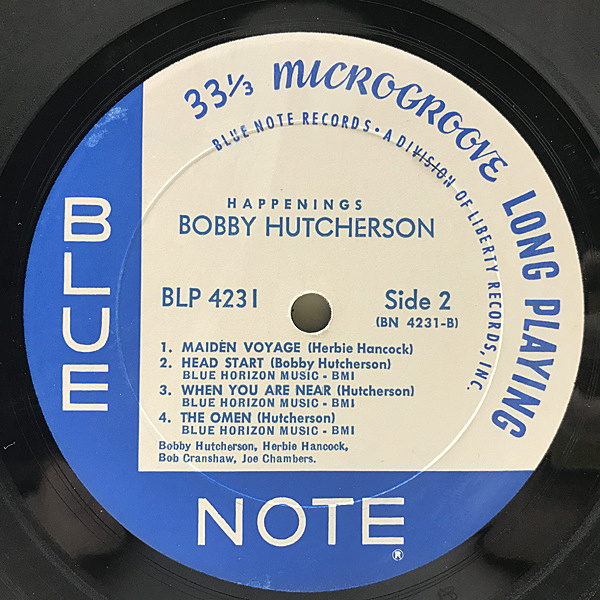 33⅓ MICROGROOVE LONG PLAYING
BLUE NOTE RECORDS • A DIVISION OF LIBERTY RECORDS, INC.
HAPPENINGS
BOBBY HUTCHERSON
BLP 4231
Side 2
(BN 4231-B)
1. MAIDEN VOYAGE (Herbie Hancock)
2. HEAD START (Bobby Hutcherson)
BLUE HORIZON MUSIC - BMI
3. WHEN YOU ARE NEAR (Hutcherson)
BLUE HORIZON MUSIC - BMI
4. THE OMEN (Hutcherson)
BLUE HORIZON MUSIC - BMI
Bobby Hutcherson, Herbie Hancock,
Bob Cranshaw, Joe Chambers.
BLUE
NOTE®